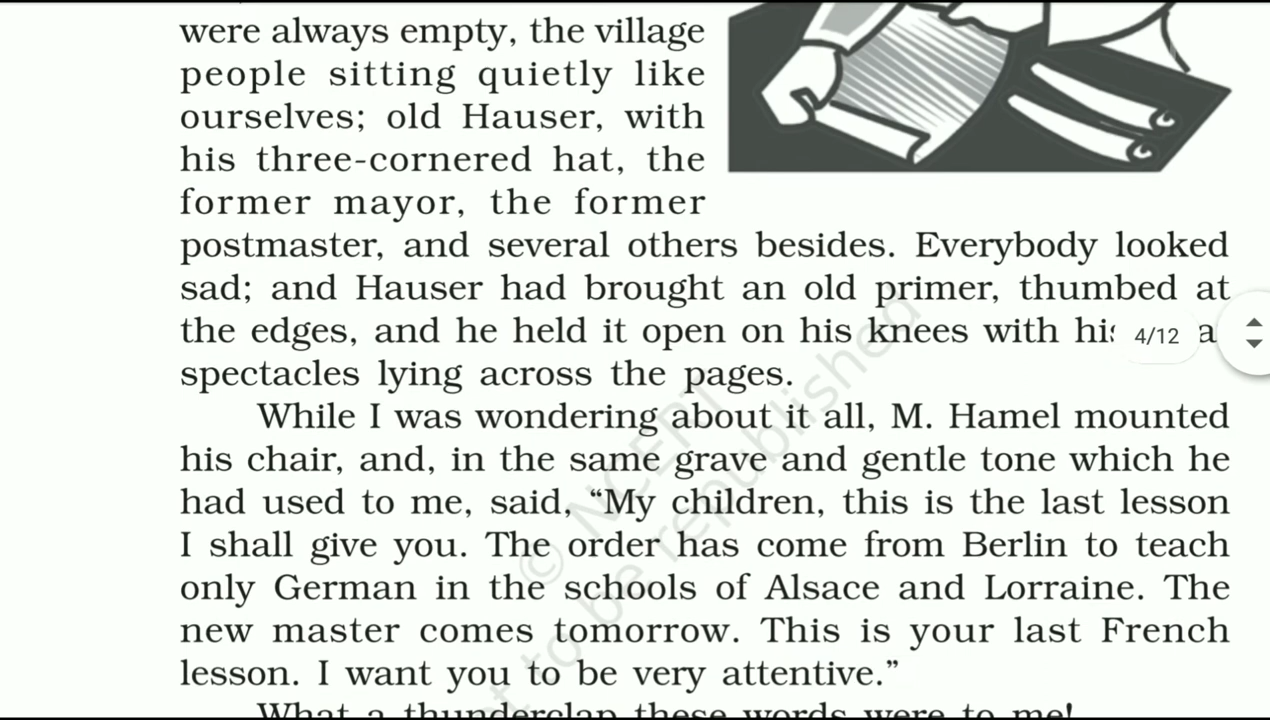 were always empty, the village
people sitting quietly like
ourselves; old Hauser, with
his three-cornered hat, the
former mayor, the former
postmaster, and several others besides. Everybody looked
sad; and Hauser had brought an old primer, thumbed at
the edges, and he held it open on his knees with
4/12
spectacles lying across the pages.
While I was wondering about it all, M. Hamel mounted
his chair, and, in the same grave and gentle tone which he
had used to me, said, “My children, this is the last lesson
I shall give you. The order has come from Berlin to teach
only German in the schools of Alsace and Lorraine. The
new master comes tomorrow. This is your last French
lesson. I want you to be very attentive.”
What a thunderclap these words were to me!
© NCERT
to be republished